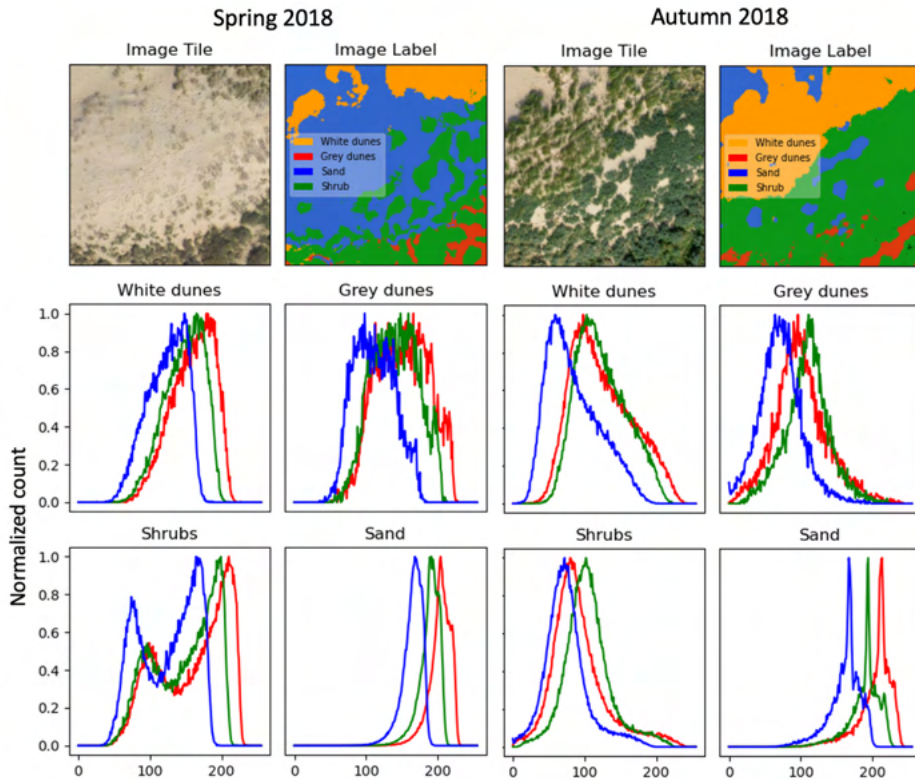 Spring 2018
Autumn 2018
Image Tile
Image Label
Image Tile
Image Label
White dunes
Grey dunes
Sand
Shrub
White dunes
Grey dunes
Sand
Shrub
White dunes
Grey dunes
White dunes
Grey dunes
1.0
0.8
0.6
0.4
0.2
0.0
Normalized count
Shrubs
Sand
Shrubs
Sand
1.0
0.8
0.6
0.4
0.2
0.0
0 100 200
0 100 200
0 100 200
0 100 200